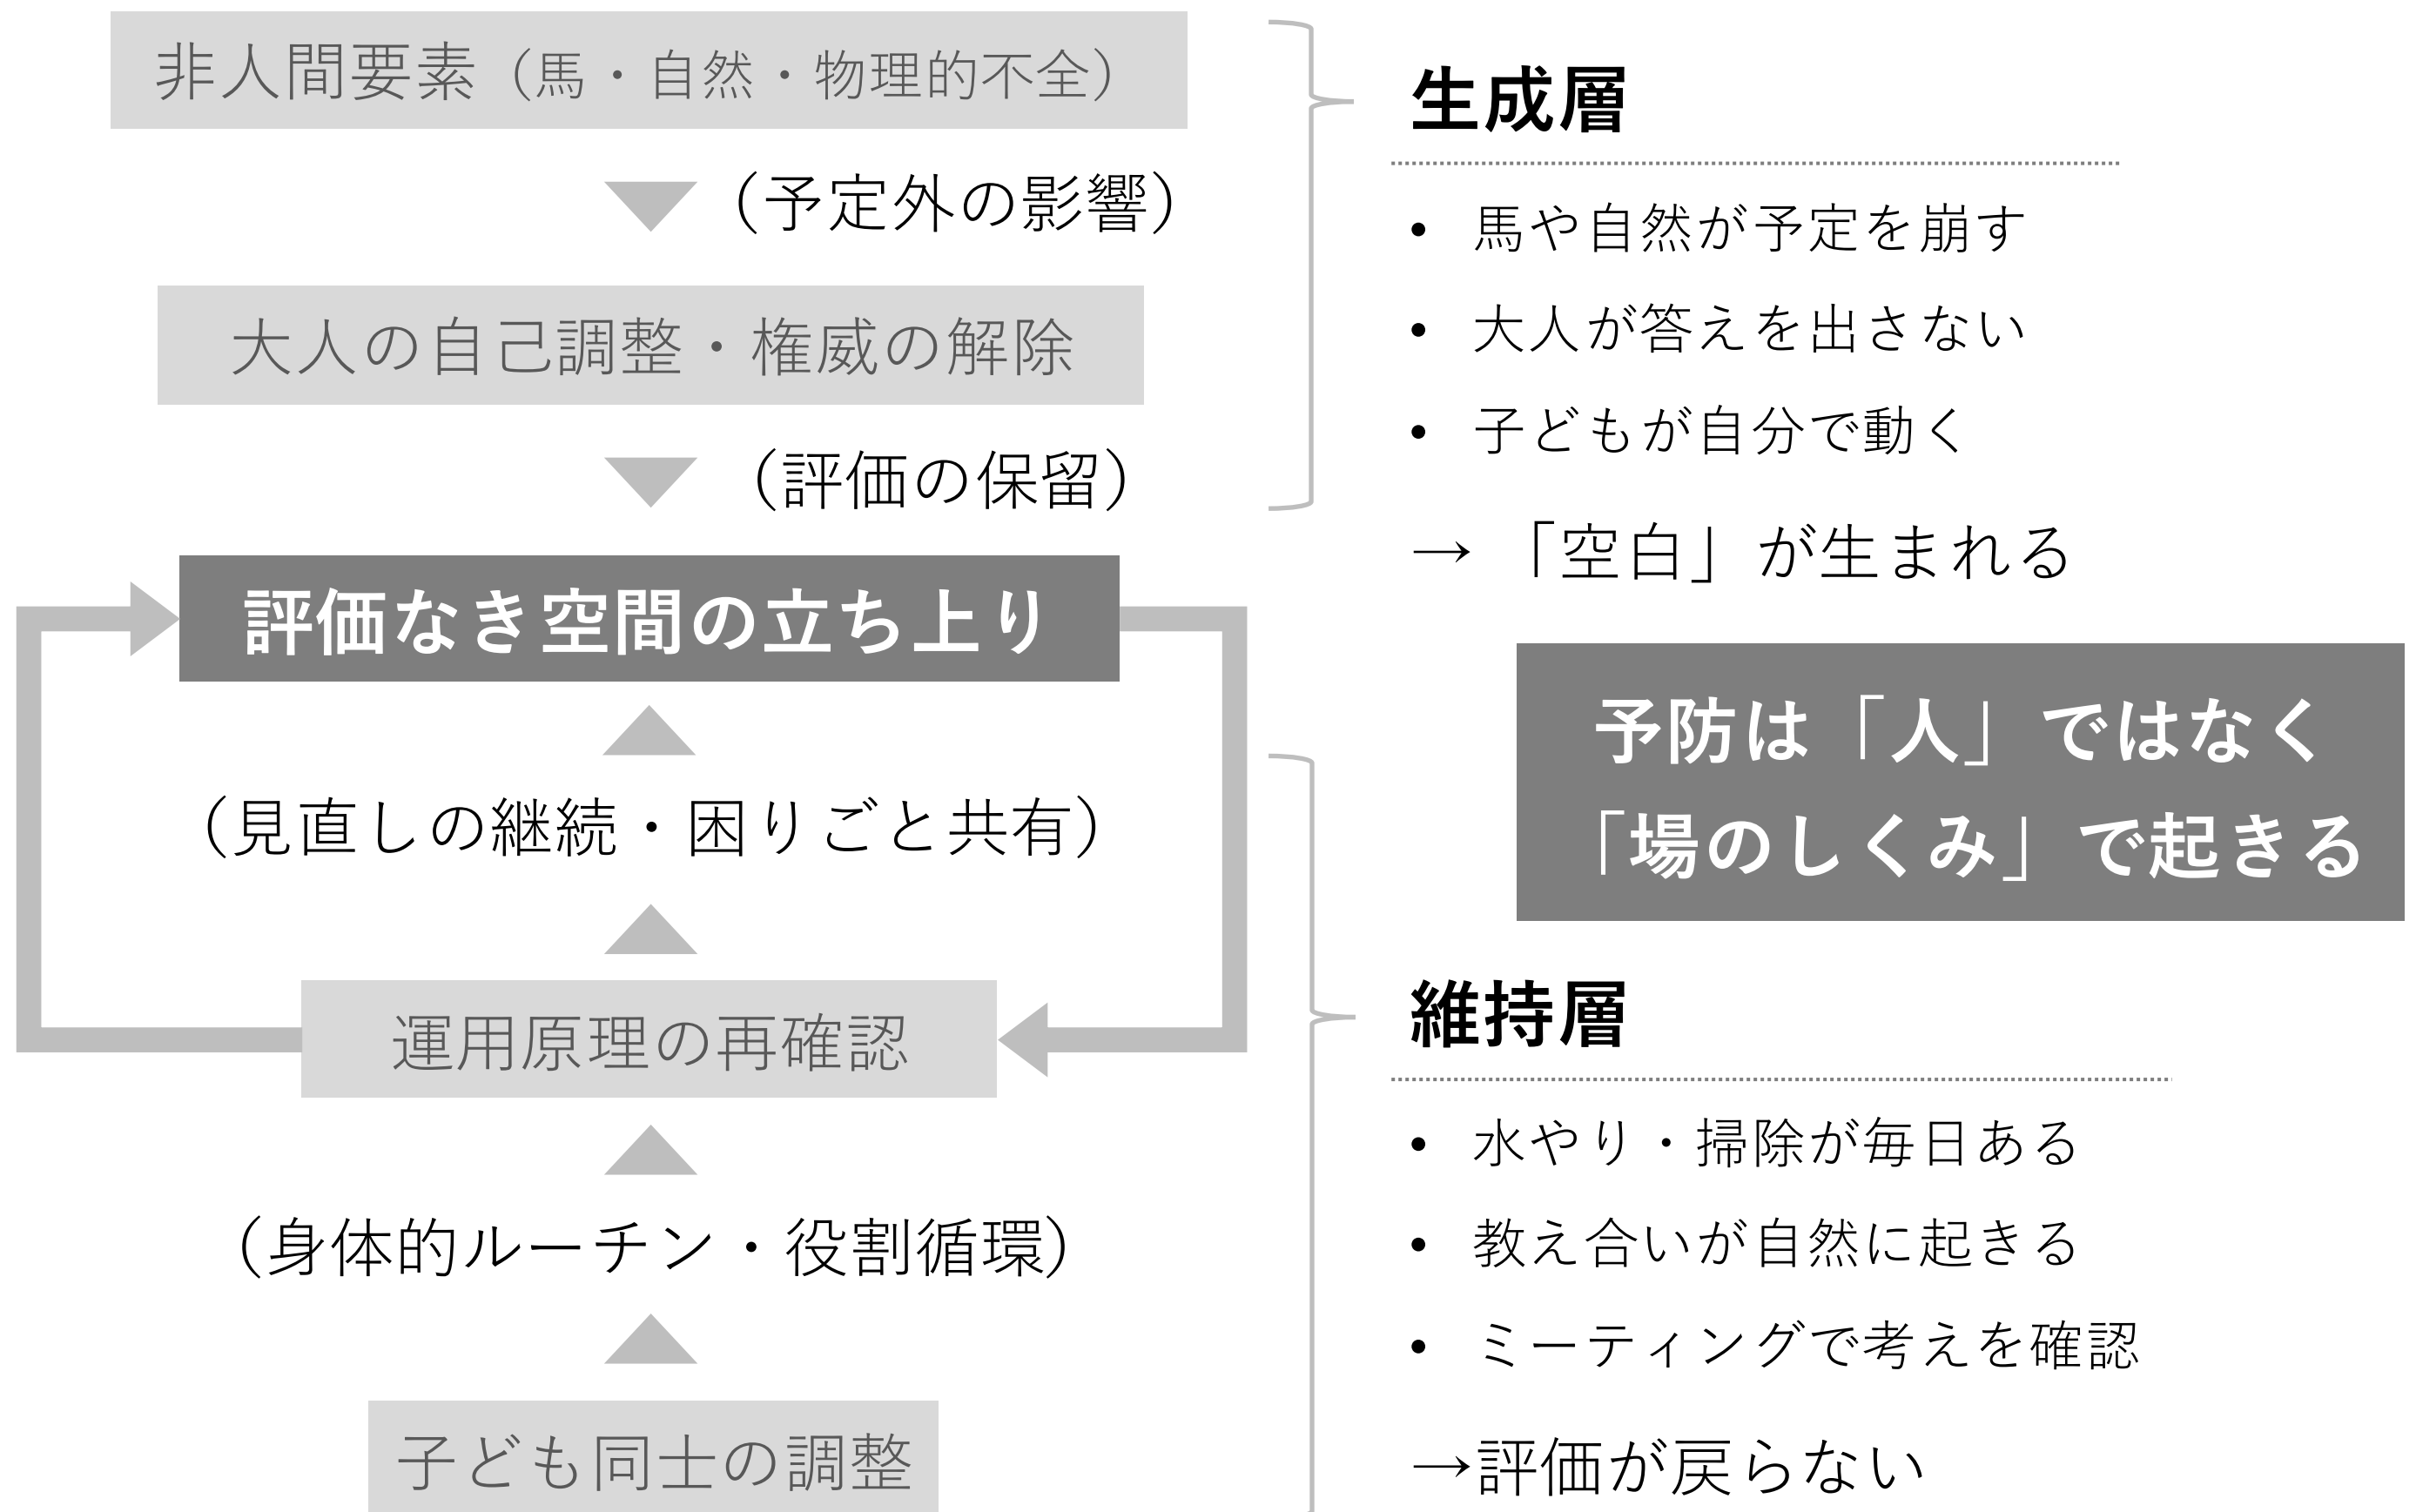 非人間要素（馬・自然・物理的不全）
（予定外の影響）
大人の自己調整・権威の解除
（評価の保留）
評価なき空間の立ち上り
（見直しの継続・困りごと共有）
運用原理の再確認
（身体的ルーチン・役割循環）
子ども同士の調整
生成層
• 馬や自然が予定を崩す
• 大人が答えを出さない
• 子どもが自分で動く
→ 「空白」が生まれる
予防は「人」ではなく
「場のしくみ」で起きる
維持層
• 水やり・掃除が毎日ある
• 教え合いが自然に起きる
• ミーティングで考えを確認
→評価が戻らない